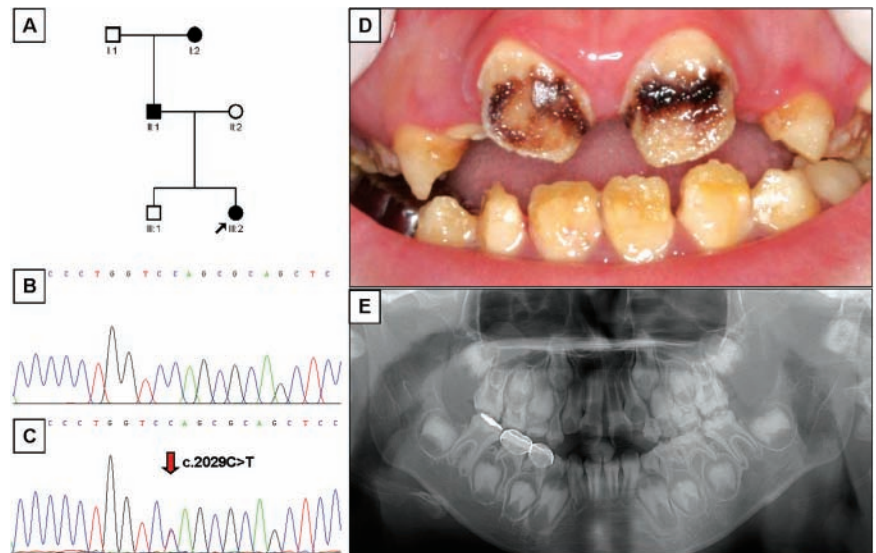 A
I:1 I:2
II:1 II:2
III:1 III:2
B C C C T G G T C C A G C G C A G C T C
C C C C T G G T C C A G C G C A G C T C C
c.2029C>T
D
E